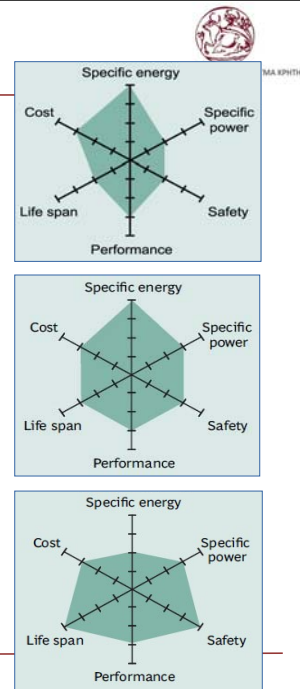 ΜΑ ΚΡΗΤΗ
Specific energy
Cost
Specific
power
Life span
Safety
Performance
Specific energy
Cost
Specific
power
Life span
Safety
Performance
Specific energy
Cost
Specific
power
Life span
Safety
Performance